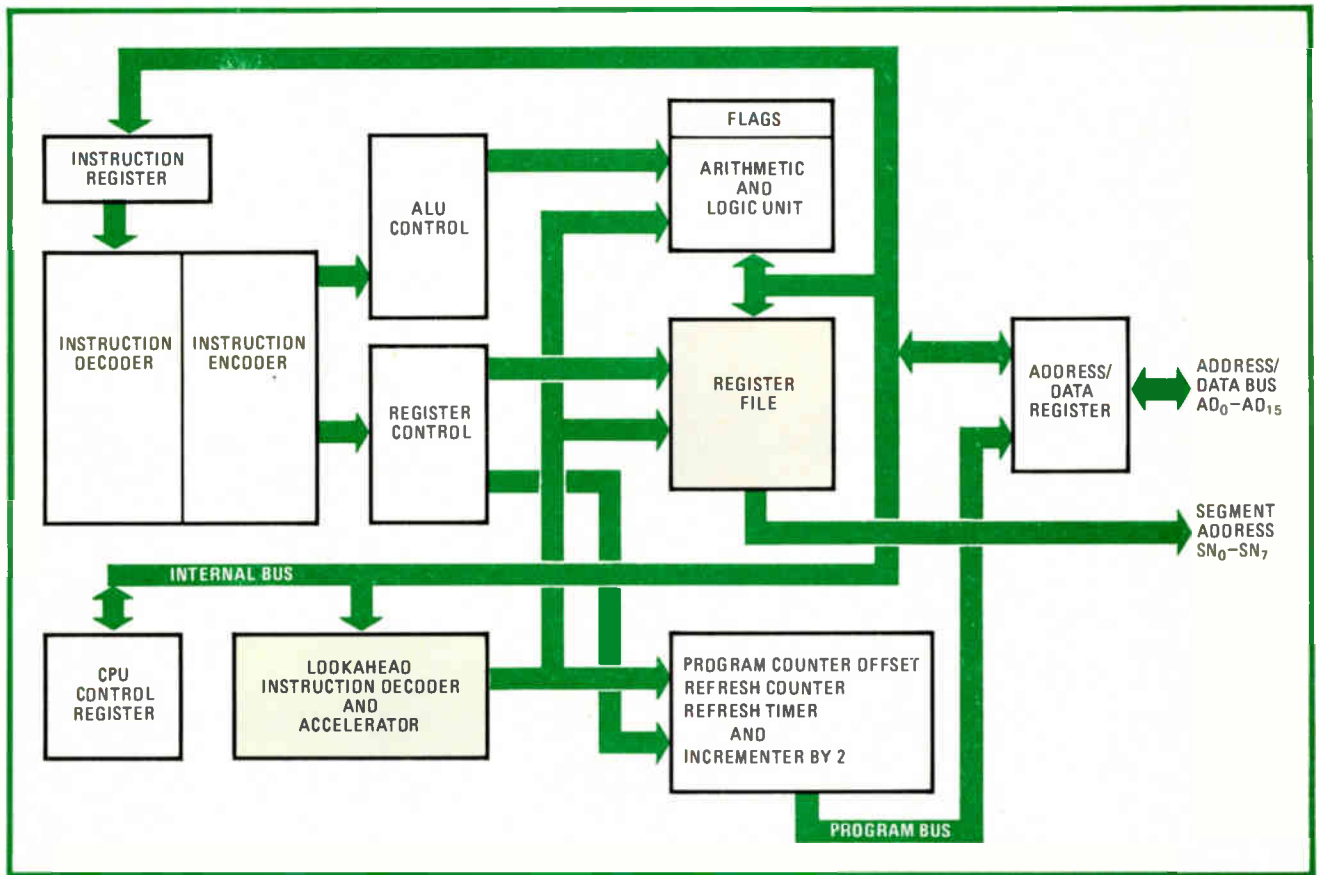 FLAGS
INSTRUCTION
REGISTER
ALU
CONTROL
ARITHMETIC
AND
LOGIC UNIT
INSTRUCTION
DECODER
INSTRUCTION
ENCODER
REGISTER
CONTROL
REGISTER
FILE
ADDRESS/
DATA
REGISTER
ADDRESS/
DATA BUS
AD₀–AD₁₅
SEGMENT
ADDRESS
SN₀–SN₇
INTERNAL BUS
CPU
CONTROL
REGISTER
LOOKAHEAD
INSTRUCTION DECODER
AND
ACCELERATOR
PROGRAM COUNTER OFFSET
REFRESH COUNTER
REFRESH TIMER
AND
INCREMENTER BY 2
PROGRAM BUS